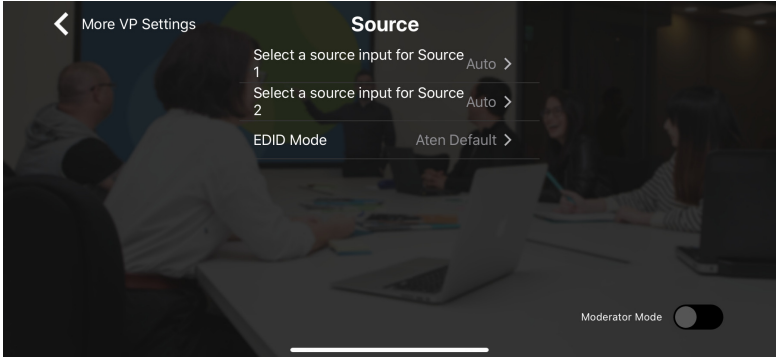 More VP Settings
Source
Select a source input for Source
1
Auto
Select a source input for Source
2
Auto
EDID Mode
Aten Default
Moderator Mode